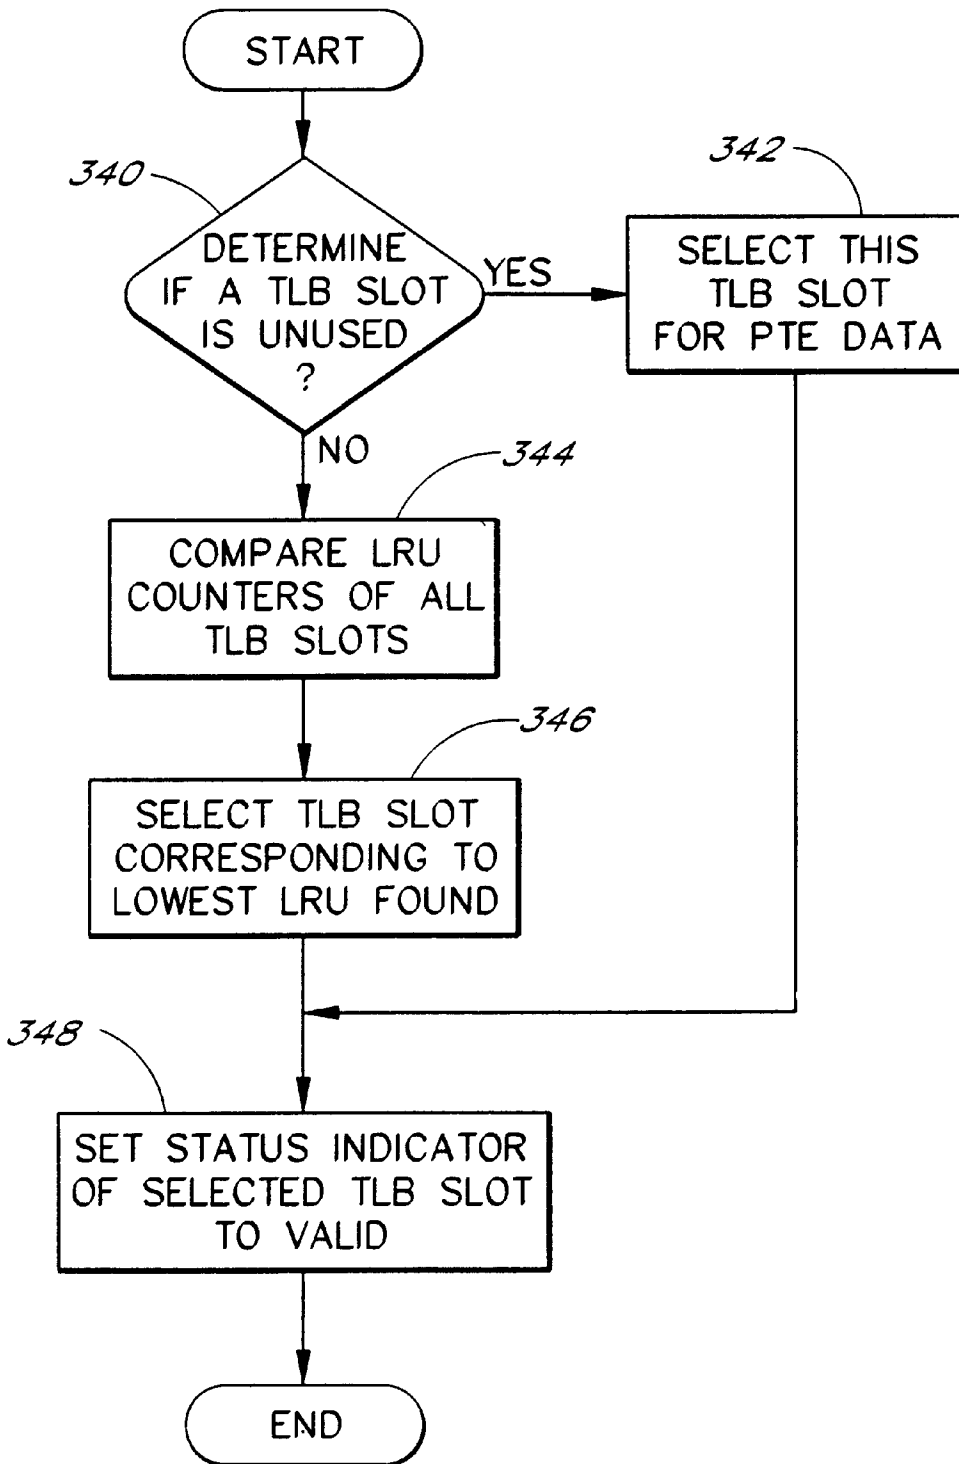 START
340
DETERMINE
IF A TLB SLOT
IS UNUSED
?
YES
342
SELECT THIS
TLB SLOT
FOR PTE DATA
NO
344
COMPARE LRU
COUNTERS OF ALL
TLB SLOTS
346
SELECT TLB SLOT
CORRESPONDING TO
LOWEST LRU FOUND
348
SET STATUS INDICATOR
OF SELECTED TLB SLOT
TO VALID
END